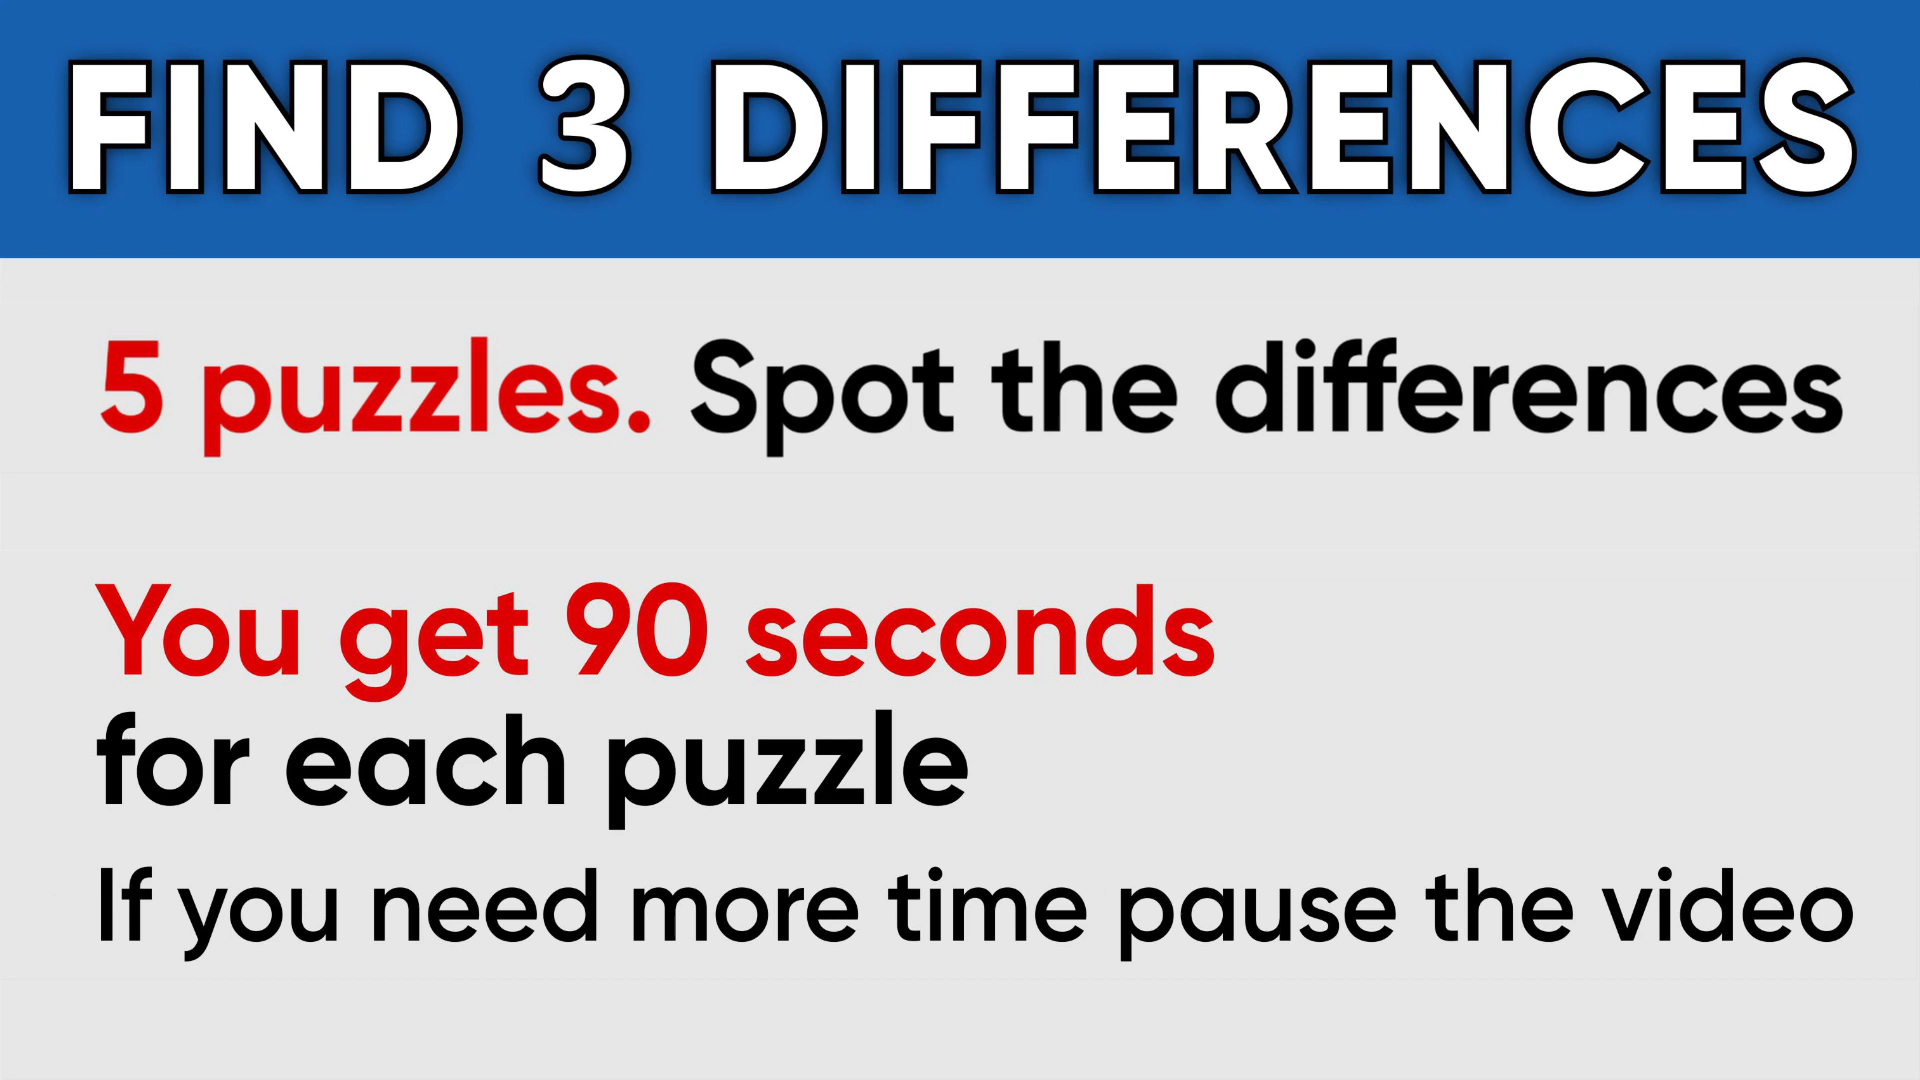 FIND 3 DIFFERENCES
5 puzzles. Spot the differences
You get 90 seconds
for each puzzle
If you need more time pause the video